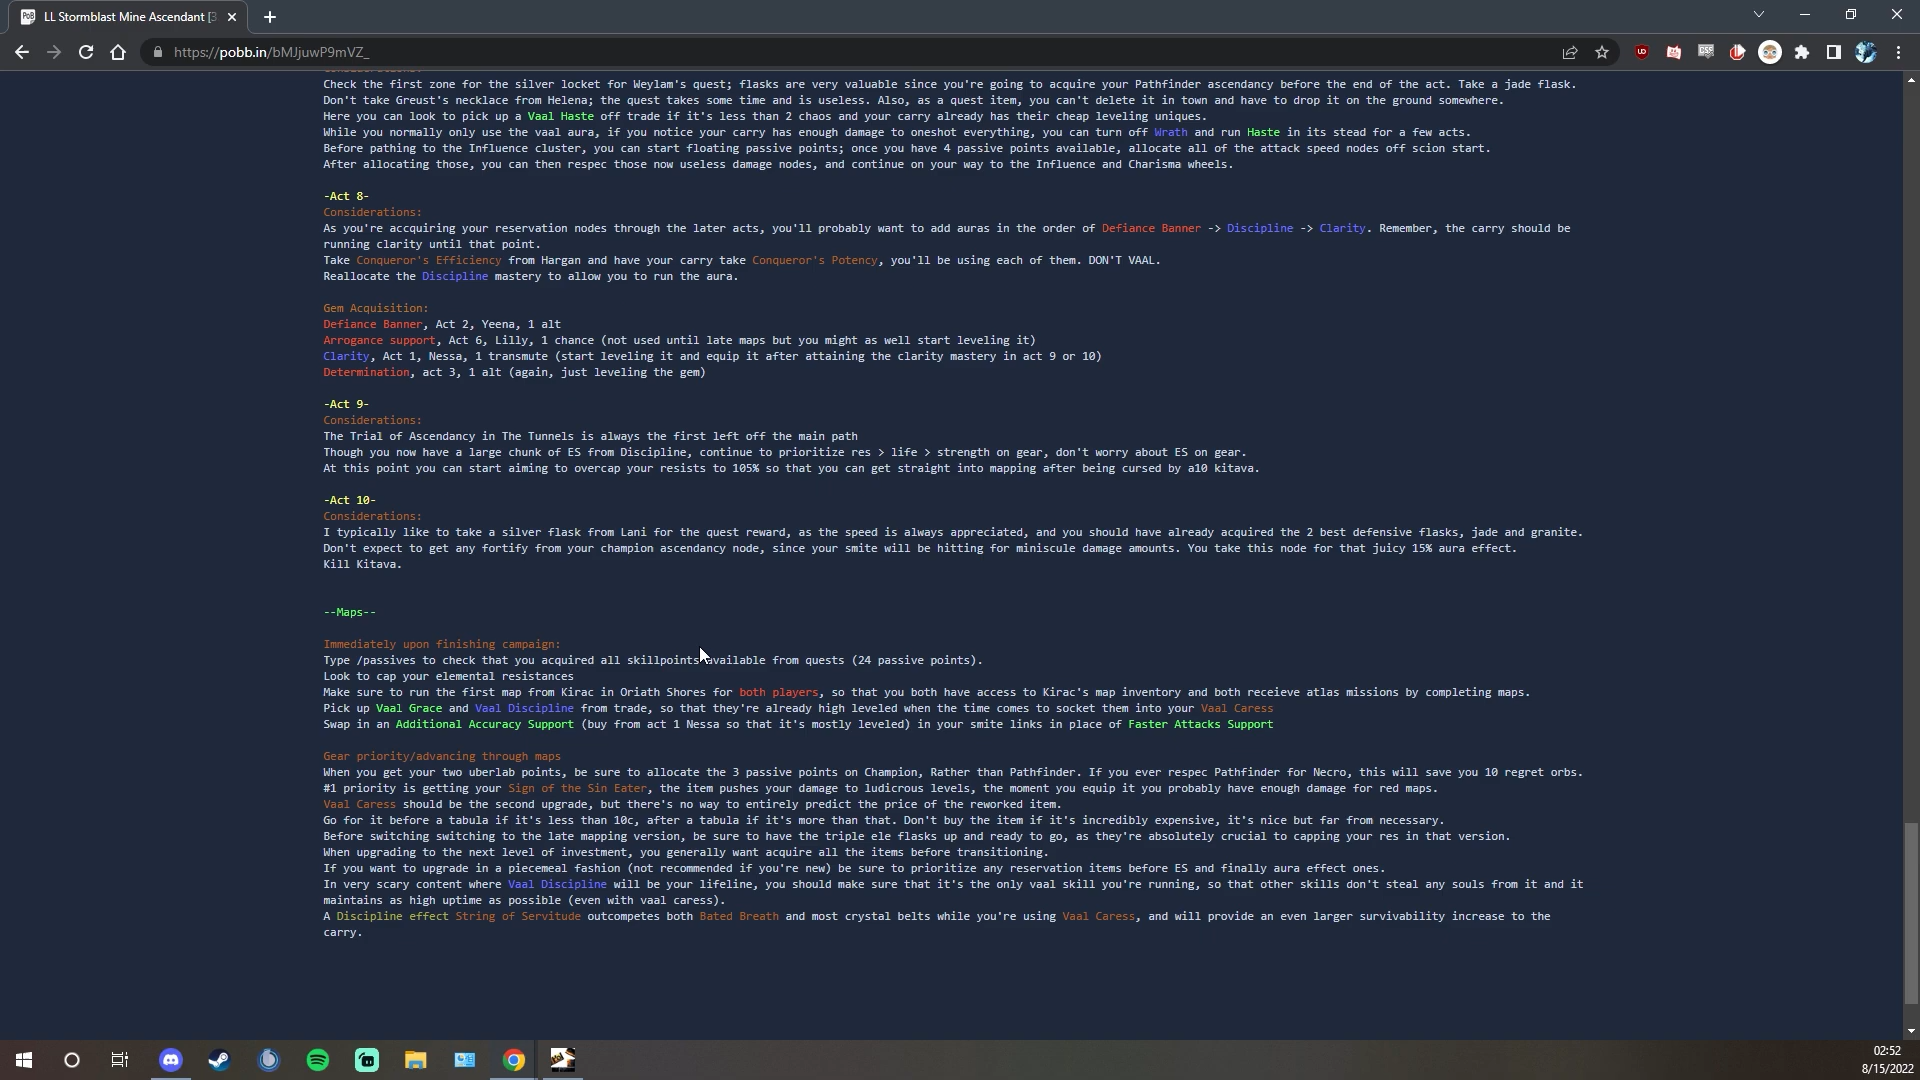 LL Stormblast Mine Ascendant [3
https://pobb.in/bMJjuwP9mVZ_
Check the first zone for the silver locket for Weylam's quest; flasks are very valuable since you're going to acquire your Pathfinder ascendancy before the end of the act. Take a jade flask.
Don't take Greust's necklace from Helena; the quest takes some time and is useless. Also, as a quest item, you can't delete it in town and have to drop it on the ground somewhere.
Here you can look to pick up a Vaal Haste off trade if it's less than 2 chaos and your carry already has their cheap leveling uniques.
While you normally only use the vaal aura, if you notice your carry has enough damage to oneshot everything, you can turn off Wrath and run Haste in its stead for a few acts.
Before pathing to the Influence cluster, you can start floating passive points; once you have 4 passive points available, allocate all of the attack speed nodes off scion start.
After allocating those, you can then respec those now useless damage nodes, and continue on your way to the Influence and Charisma wheels.
-Act 8-
Considerations:
As you're accquiring your reservation nodes through the later acts, you'll probably want to add auras in the order of Defiance Banner -> Discipline -> Clarity. Remember, the carry should be
running clarity until that point.
Take Conqueror's Efficiency from Hargan and have your carry take Conqueror's Potency, you'll be using each of them. DON'T VAAL.
Reallocate the Discipline mastery to allow you to run the aura.
Gem Acquisition:
Defiance Banner, Act 2, Yeena, 1 alt
Arrogance support, Act 6, Lilly, 1 chance (not used until late maps but you might as well start leveling it)
Clarity, Act 1, Nessa, 1 transmute (start leveling it and equip it after attaining the clarity mastery in act 9 or 10)
Determination, act 3, 1 alt (again, just leveling the gem)
-Act 9-
Considerations:
The Trial of Ascendancy in The Tunnels is always the first left off the main path
Though you now have a large chunk of ES from Discipline, continue to prioritize res > life > strength on gear, don't worry about ES on gear.
At this point you can start aiming to overcap your resists to 105% so that you can get straight into mapping after being cursed by a10 kitava.
-Act 10-
Considerations:
I typically like to take a silver flask from Lani for the quest reward, as the speed is always appreciated, and you should have already acquired the 2 best defensive flasks, jade and granite.
Don't expect to get any fortify from your champion ascendancy node, since your smite will be hitting for miniscule damage amounts. You take this node for that juicy 15% aura effect.
Kill Kitava.
--Maps--
Immediately upon finishing campaign:
Type /passives to check that you acquired all skillpoints available from quests (24 passive points).
Look to cap your elemental resistances
Make sure to run the first map from Kirac in Oriath Shores for both players, so that you both have access to Kirac's map inventory and both receieve atlas missions by completing maps.
Pick up Vaal Grace and Vaal Discipline from trade, so that they're already high leveled when the time comes to socket them into your Vaal Caress
Swap in an Additional Accuracy Support (buy from act 1 Nessa so that it's mostly leveled) in your smite links in place of Faster Attacks Support
Gear priority/advancing through maps
When you get your two uberlab points, be sure to allocate the 3 passive points on Champion, Rather than Pathfinder. If you ever respec Pathfinder for Necro, this will save you 10 regret orbs.
#1 priority is getting your Sign of the Sin Eater, the item pushes your damage to ludicrous levels, the moment you equip it you probably have enough damage for red maps.
Vaal Caress should be the second upgrade, but there's no way to entirely predict the price of the reworked item.
Go for it before a tabula if it's less than 10c, after a tabula if it's more than that. Don't buy the item if it's incredibly expensive, it's nice but far from necessary.
Before switching switching to the late mapping version, be sure to have the triple ele flasks up and ready to go, as they're absolutely crucial to capping your res in that version.
When upgrading to the next level of investment, you generally want acquire all the items before transitioning.
If you want to upgrade in a piecemeal fashion (not recommended if you're new) be sure to prioritize any reservation items before ES and finally aura effect ones.
In very scary content where Vaal Discipline will be your lifeline, you should make sure that it's the only vaal skill you're running, so that other skills don't steal any souls from it and it
maintains as high uptime as possible (even with vaal caress).
A Discipline effect String of Servitude outcompetes both Bated Breath and most crystal belts while you're using Vaal Caress, and will provide an even larger survivability increase to the
carry.
02:52
8/15/2022